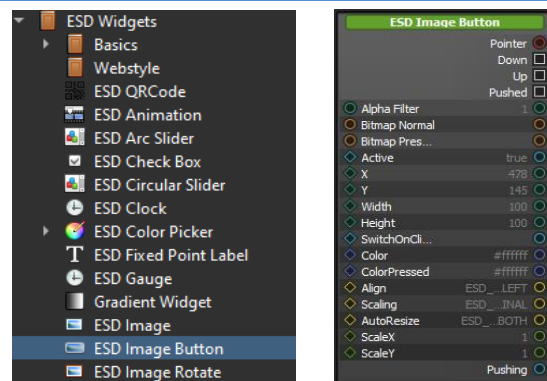 ESD Widgets
Basics
Webstyle
ESD QRCode
ESD Animation
ESD Arc Slider
ESD Check Box
ESD Circular Slider
ESD Clock
ESD Color Picker
ESD Fixed Point Label
ESD Gauge
Gradient Widget
ESD Image
ESD Image Button
ESD Image Rotate
ESD Image Button
Pointer
Down
Up
Pushed
Alpha Filter 1
Bitmap Normal
Bitmap Pres...
Active true
X 478
Y 145
Width 100
Height 100
SwitchOnCli...
Color #ffffff
ColorPressed #ffffff
Align ESD_...LEFT
Scaling ESD_...INAL
AutoResize ESD_...BOTH
ScaleX 1
ScaleY 1
Pushing